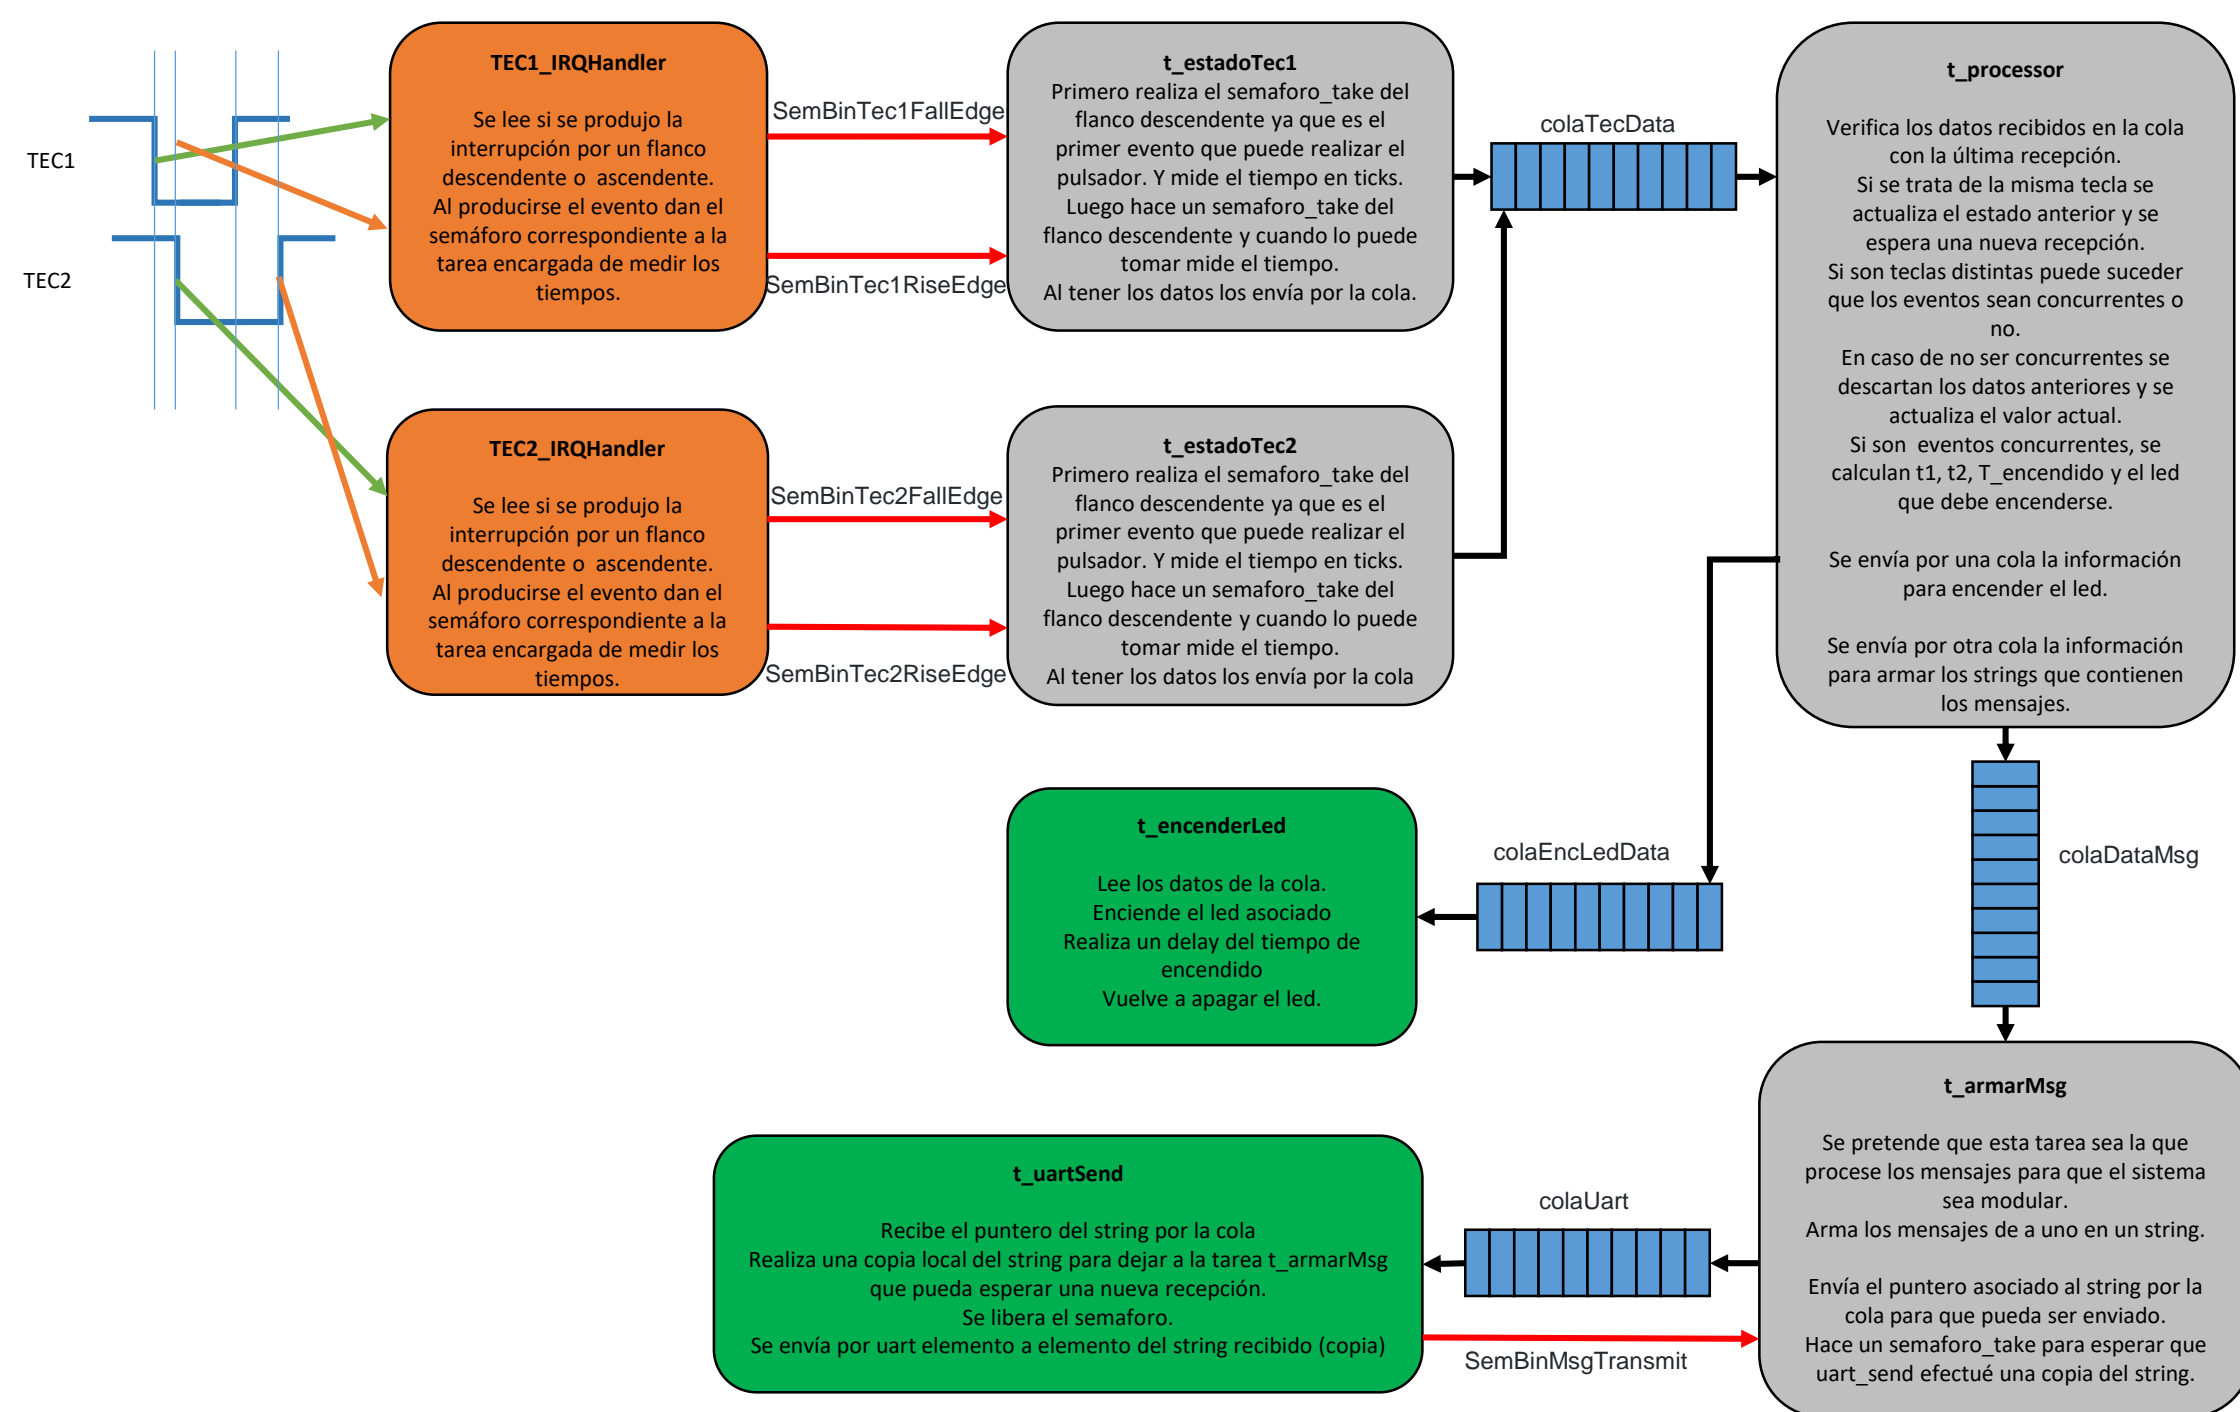 TEC1
TEC2
TEC1_IRQHandler
Se lee si se produjo la
interrupción por un flanco
descendente o  ascendente.
Al producirse el evento dan el
semáforo correspondiente a la
tarea encargada de medir los
tiempos.
SemBinTec1FallEdge
SemBinTec1RiseEdge
t_estadoTec1
Primero realiza el semaforo_take del
flanco descendente ya que es el
primer evento que puede realizar el
pulsador. Y mide el tiempo en ticks.
Luego hace un semaforo_take del
flanco descendente y cuando lo puede
tomar mide el tiempo.
Al tener los datos los envía por la cola.
colaTecData
t_processor
Verifica los datos recibidos en la cola
con la última recepción.
Si se trata de la misma tecla se
actualiza el estado anterior y se
espera una nueva recepción.
Si son teclas distintas puede suceder
que los eventos sean concurrentes o
no.
En caso de no ser concurrentes se
descartan los datos anteriores y se
actualiza el valor actual.
Si son  eventos concurrentes, se
calculan t1, t2, T_encendido y el led
que debe encenderse.
Se envía por una cola la información
para encender el led.
Se envía por otra cola la información
para armar los strings que contienen
los mensajes.
TEC2_IRQHandler
Se lee si se produjo la
interrupción por un flanco
descendente o  ascendente.
Al producirse el evento dan el
semáforo correspondiente a la
tarea encargada de medir los
tiempos.
SemBinTec2FallEdge
SemBinTec2RiseEdge
t_estadoTec2
Primero realiza el semaforo_take del
flanco descendente ya que es el
primer evento que puede realizar el
pulsador. Y mide el tiempo en ticks.
Luego hace un semaforo_take del
flanco descendente y cuando lo puede
tomar mide el tiempo.
Al tener los datos los envía por la cola
t_encenderLed
Lee los datos de la cola.
Enciende el led asociado
Realiza un delay del tiempo de
encendido
Vuelve a apagar el led.
colaEncLedData
colaDataMsg
t_armarMsg
Se pretende que esta tarea sea la que
procese los mensajes para que el sistema
sea modular.
Arma los mensajes de a uno en un string.
Envía el puntero asociado al string por la
cola para que pueda ser enviado.
Hace un semaforo_take para esperar que
uart_send efectué una copia del string.
t_uartSend
Recibe el puntero del string por la cola
Realiza una copia local del string para dejar a la tarea t_armarMsg
que pueda esperar una nueva recepción.
Se libera el semaforo.
Se envía por uart elemento a elemento del string recibido (copia)
colaUart
SemBinMsgTransmit